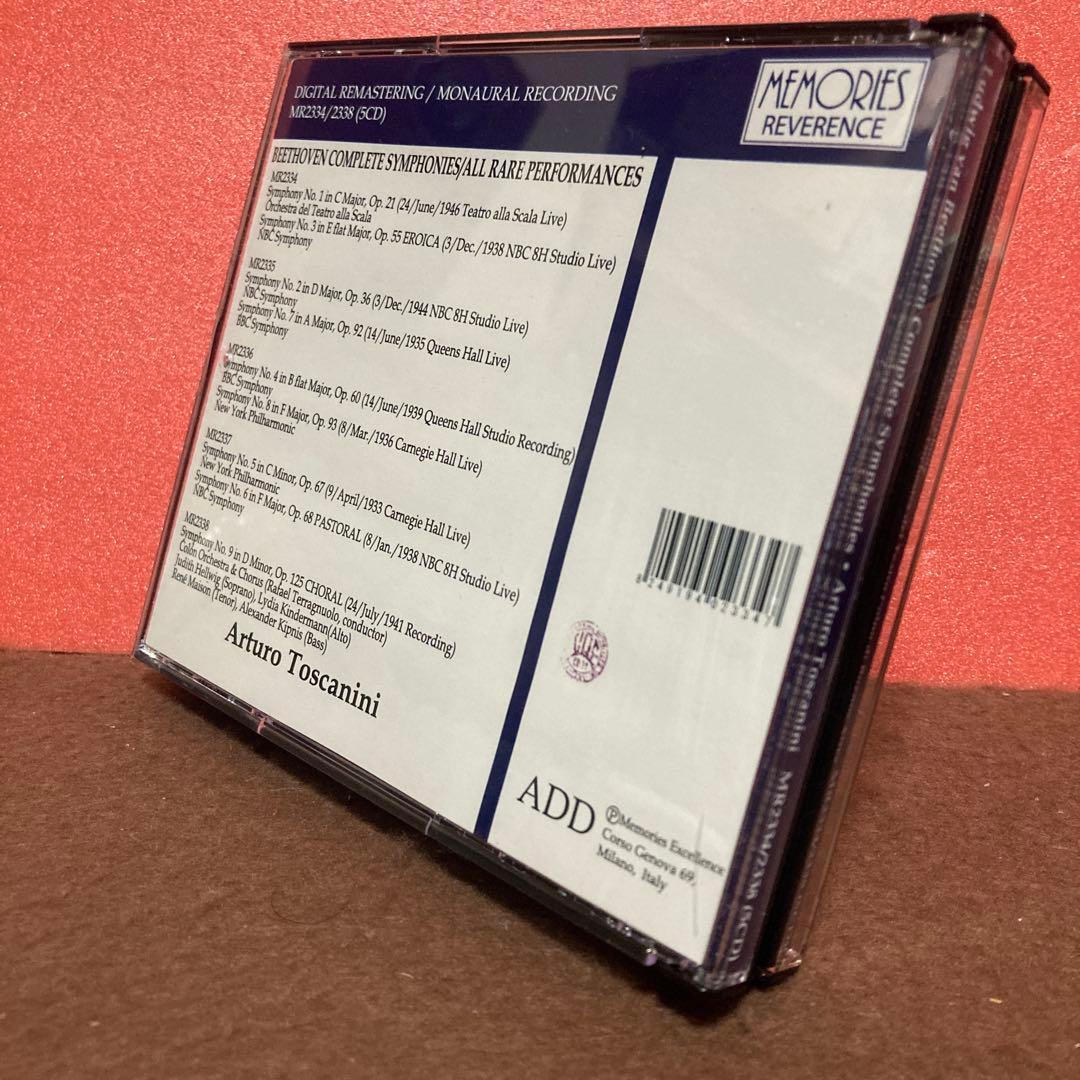 DIGITAL REMASTERING / MONAURAL RECORDING
MR2334/2338 (5CD)
MEMORIES
REVERENCE
BEETHOVEN COMPLETE SYMPHONIES/ALL RARE PERFORMANCES
MR2334
Symphony No. 1 in C Major, Op. 21 (24/June/1946 Teatro alla Scala Live)
Orchestra del Teatro alla Scala
Symphony No. 3 in E flat Major, Op. 55 EROICA (3/Dec./1938 NBC 8H Studio Live)
NBC Symphony
MR2335
Symphony No. 2 in D Major, Op. 36 (3/Dec./1944 NBC 8H Studio Live)
NBC Symphony
Symphony No. 7 in A Major, Op. 92 (14/June/1935 Queens Hall Live)
BBC Symphony
MR2336
Symphony No. 4 in B flat Major, Op. 60 (14/June/1939 Queens Hall Studio Recording)
BBC Symphony
Symphony No. 8 in F Major, Op. 93 (8/Mar./1936 Carnegie Hall Live)
New York Philharmonic
MR2337
Symphony No. 5 in C Minor, Op. 67 (9/April/1933 Carnegie Hall Live)
New York Philharmonic
Symphony No. 6 in F Major, Op. 68 PASTORAL (8/Jan./1938 NBC 8H Studio Live)
NBC Symphony
MR2338
Symphony No. 9 in D Minor, Op. 125 CHORAL (24/July/1941 Recording)
Colón Orchestra & Chorus (Rafael Terragnuolo, conductor)
Judith Hellwig (Soprano), Lydia Kindermann(Alto)
René Maison (Tenor), Alexander Kipnis (Bass)
Arturo Toscanini
ADD
Ⓟ Memories Excellence
Corso Genova 69,
Milano, Italy
Ludwig van Beethoven Complete Symphonies • Arturo Toscanini MR2334/2338 (5CD)